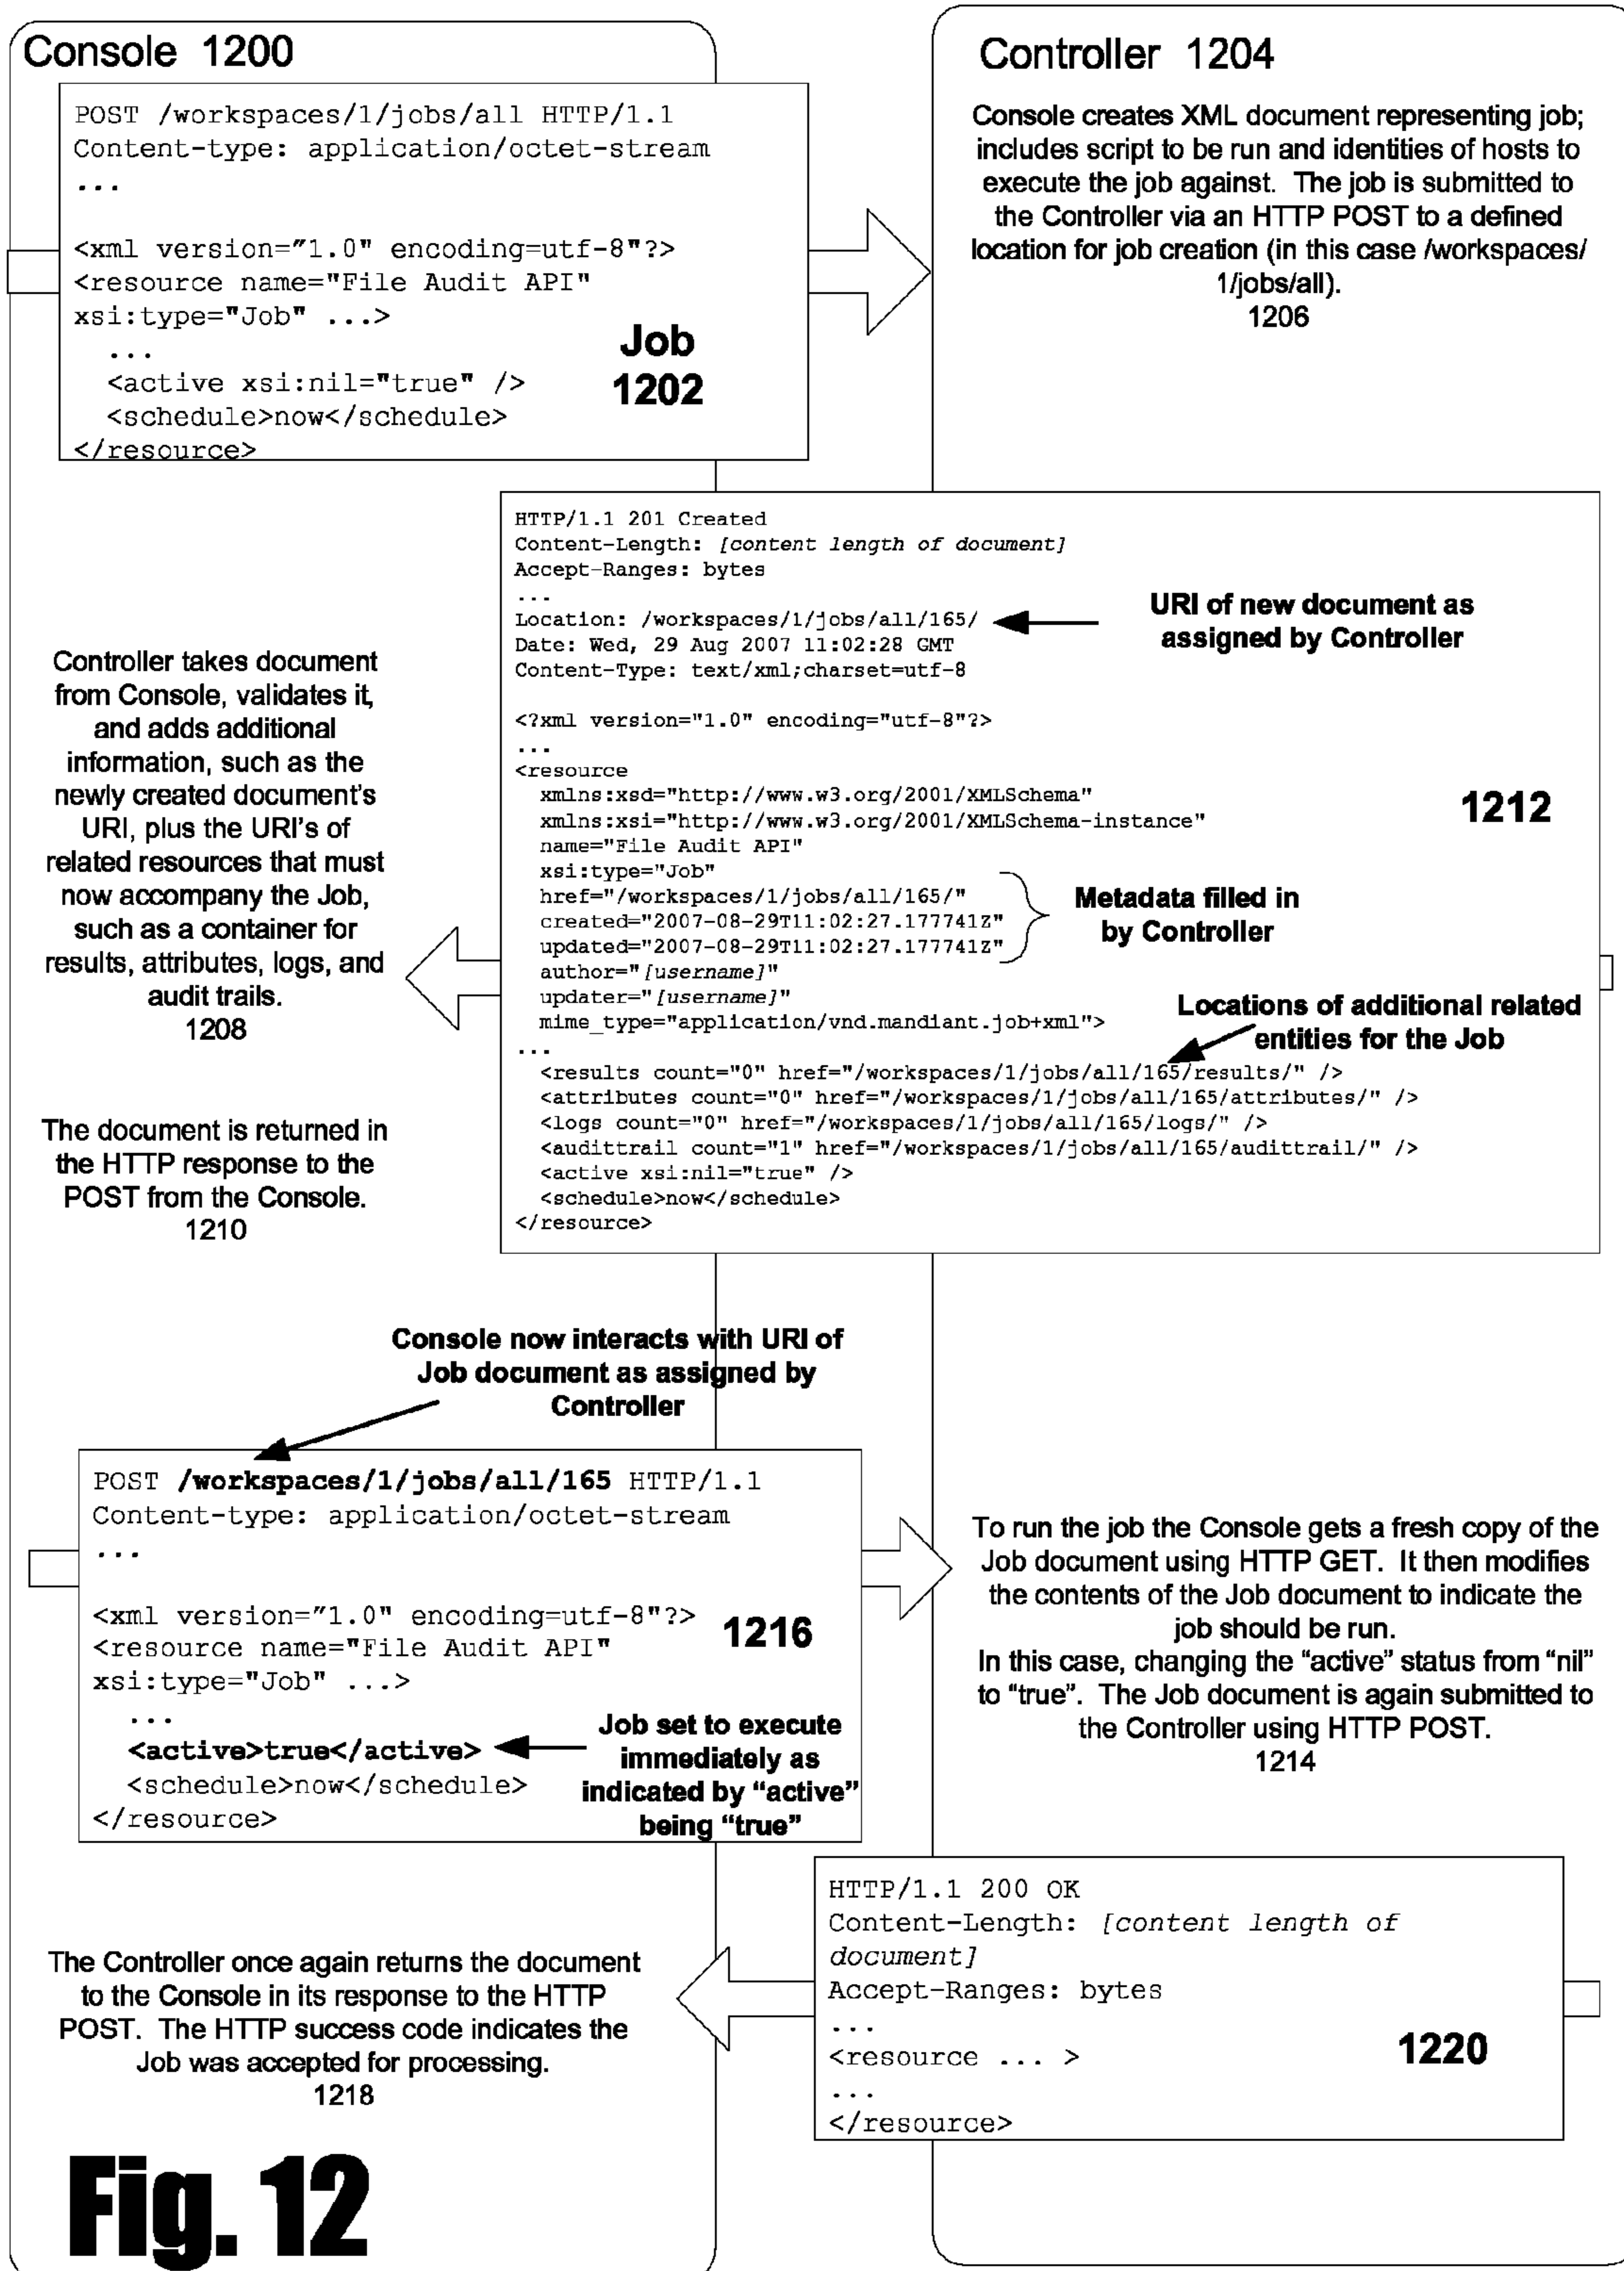 Console 1200
POST /workspaces/1/jobs/all HTTP/1.1
Content-type: application/octet-stream
...
<xml version="1.0" encoding=utf-8"?>
<resource name="File Audit API"
xsi:type="Job" ...>
...
<active xsi:nil="true" />
<schedule>now</schedule>
</resource>
Job
1202
Controller 1204
Console creates XML document representing job;
includes script to be run and identities of hosts to
execute the job against. The job is submitted to
the Controller via an HTTP POST to a defined
location for job creation (in this case /workspaces/
1/jobs/all).
1206
HTTP/1.1 201 Created
Content-Length: [content length of document]
Accept-Ranges: bytes
...
Location: /workspaces/1/jobs/all/165/
Date: Wed, 29 Aug 2007 11:02:28 GMT
Content-Type: text/xml;charset=utf-8
<?xml version="1.0" encoding="utf-8"?>
...
<resource
xmlns:xsd="http://www.w3.org/2001/XMLSchema"
xmlns:xsi="http://www.w3.org/2001/XMLSchema-instance"
name="File Audit API"
xsi:type="Job"
href="/workspaces/1/jobs/all/165/"
created="2007-08-29T11:02:27.177741Z"
updated="2007-08-29T11:02:27.177741Z"
author="[username]"
updater="[username]"
mime_type="application/vnd.mandiant.job+xml">
...
<results count="0" href="/workspaces/1/jobs/all/165/results/" />
<attributes count="0" href="/workspaces/1/jobs/all/165/attributes/" />
<logs count="0" href="/workspaces/1/jobs/all/165/logs/" />
<audittrail count="1" href="/workspaces/1/jobs/all/165/audittrail/" />
<active xsi:nil="true" />
<schedule>now</schedule>
</resource>
URI of new document as
assigned by Controller
1212
Metadata filled in
by Controller
Locations of additional related
entities for the Job
Controller takes document
from Console, validates it,
and adds additional
information, such as the
newly created document's
URI, plus the URI's of
related resources that must
now accompany the Job,
such as a container for
results, attributes, logs, and
audit trails.
1208
The document is returned in
the HTTP response to the
POST from the Console.
1210
Console now interacts with URI of
Job document as assigned by
Controller
POST /workspaces/1/jobs/all/165 HTTP/1.1
Content-type: application/octet-stream
...
<xml version="1.0" encoding=utf-8"?>
<resource name="File Audit API"
xsi:type="Job" ...>
...
<active>true</active>
<schedule>now</schedule>
</resource>
1216
Job set to execute
immediately as
indicated by “active”
being “true”
To run the job the Console gets a fresh copy of the
Job document using HTTP GET. It then modifies
the contents of the Job document to indicate the
job should be run.
In this case, changing the “active” status from “nil”
to “true”. The Job document is again submitted to
the Controller using HTTP POST.
1214
HTTP/1.1 200 OK
Content-Length: [content length of
document]
Accept-Ranges: bytes
...
<resource ... >
...
</resource>
1220
The Controller once again returns the document
to the Console in its response to the HTTP
POST. The HTTP success code indicates the
Job was accepted for processing.
1218
Fig. 12